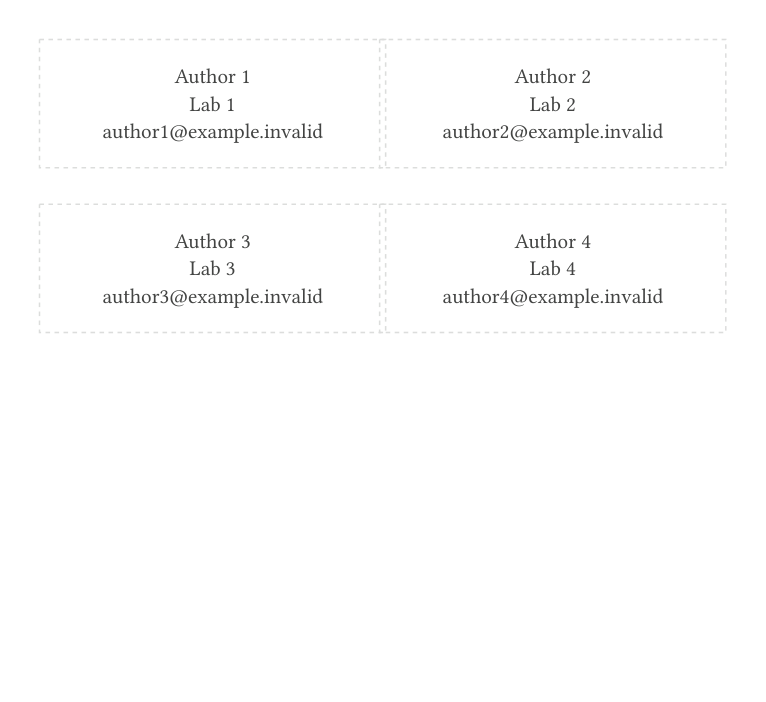 Author 1
Lab 1
author1@example.invalid
Author 2
Lab 2
author2@example.invalid
Author 3
Lab 3
author3@example.invalid
Author 4
Lab 4
author4@example.invalid